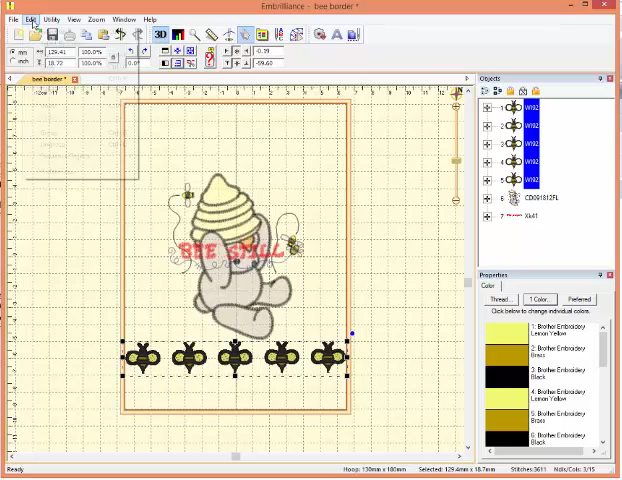 Embrilliance - bee border *
File Edit Utility View Zoom Window Help
3D
mm 129.41 100.0% -0.19
inch 18.72 100.0% 0.0° -59.60
bee border *
Objects
1 W192
2 W192
3 W192
4 W192
5 W192
6 CD091812FL
7 Xk41
BEE STILL
Properties
Color
Thread... 1 Color... Preferred
Click below to change individual colors.
1: Brother Embroidery
Lemon Yellow
2: Brother Embroidery
Brass
3: Brother Embroidery
Black
4: Brother Embroidery
Lemon Yellow
5: Brother Embroidery
Brass
6: Brother Embroidery
Black
Ready Hoop: 130mm x 180mm Selected: 129.4mm x 18.7mm Stitches:3611 Ndls/Cols: 3/15